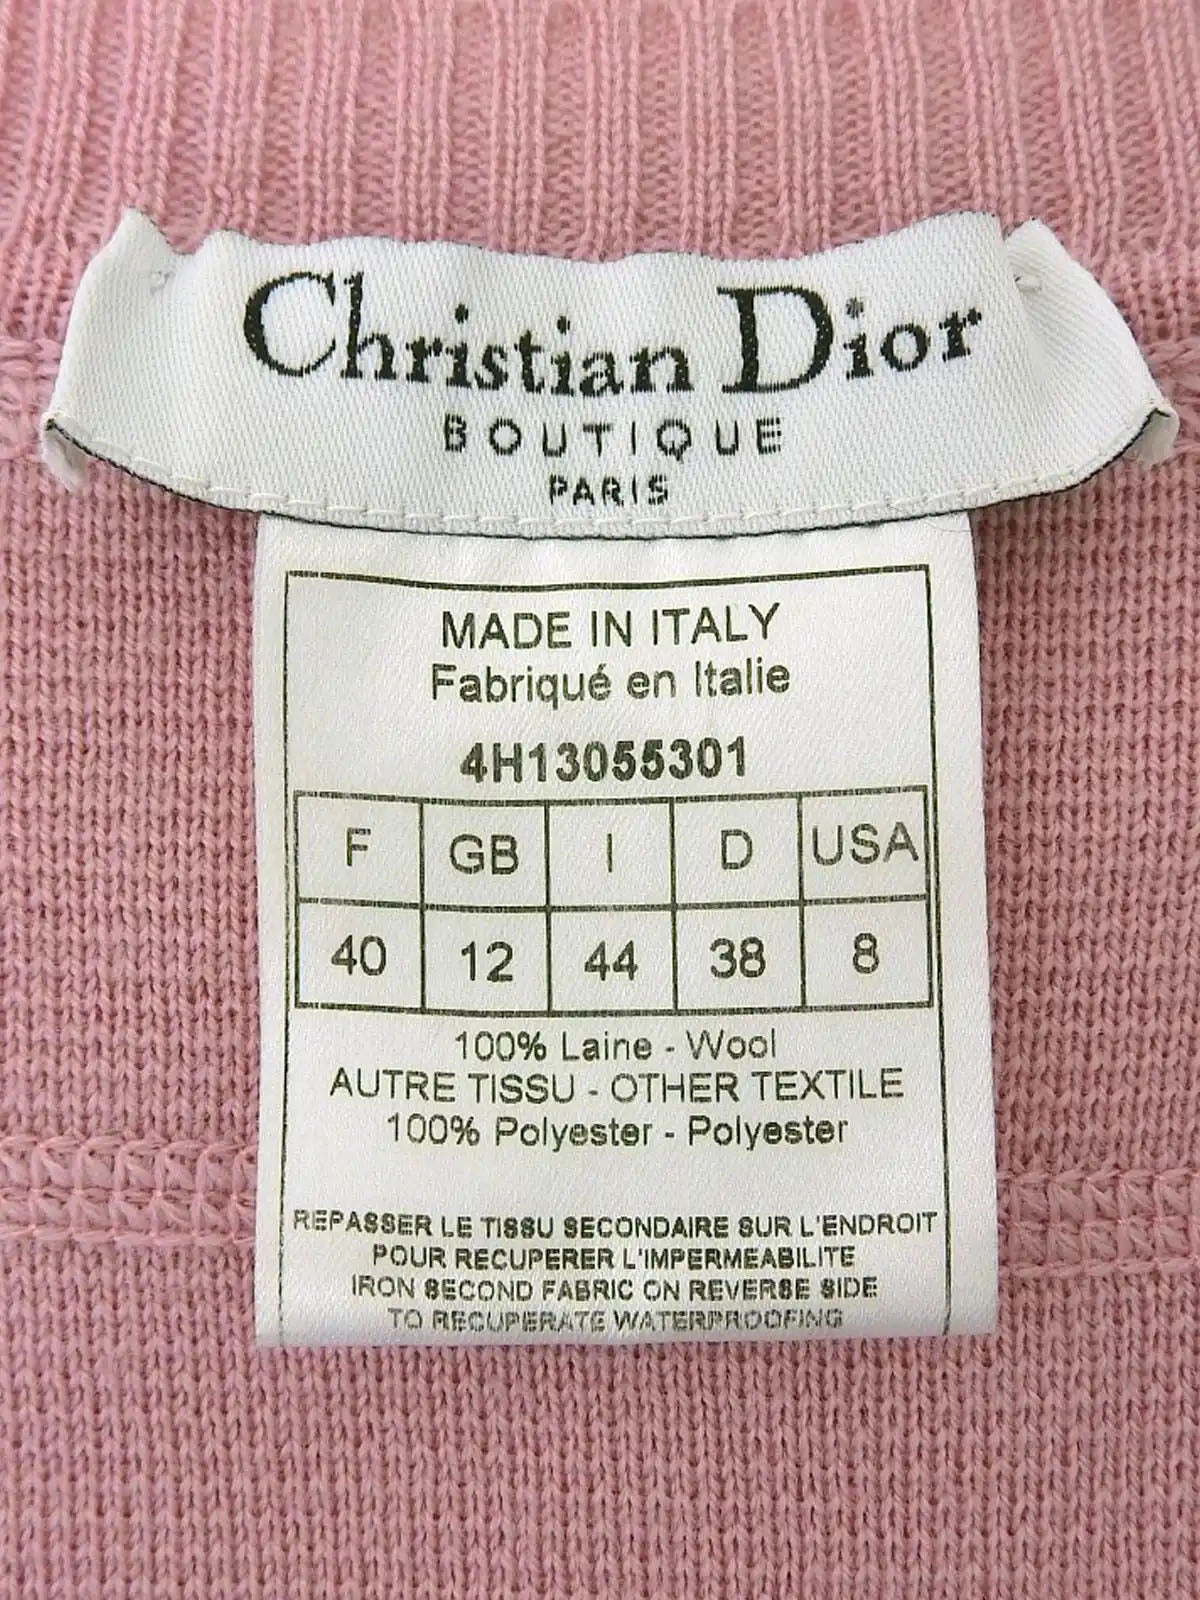 Christian Dior
BOUTIQUE
PARIS
MADE IN ITALY
Fabriqué en Italie
4H13055301
F GB I D USA
40 12 44 38 8
100% Laine - Wool
AUTRE TISSU - OTHER TEXTILE
100% Polyester - Polyester
REPASSER LE TISSU SECONDAIRE SUR L'ENDROIT
POUR RECUPERER L'IMPERMEABILITE
IRON SECOND FABRIC ON REVERSE SIDE
TO RECUPERATE WATERPROOFING